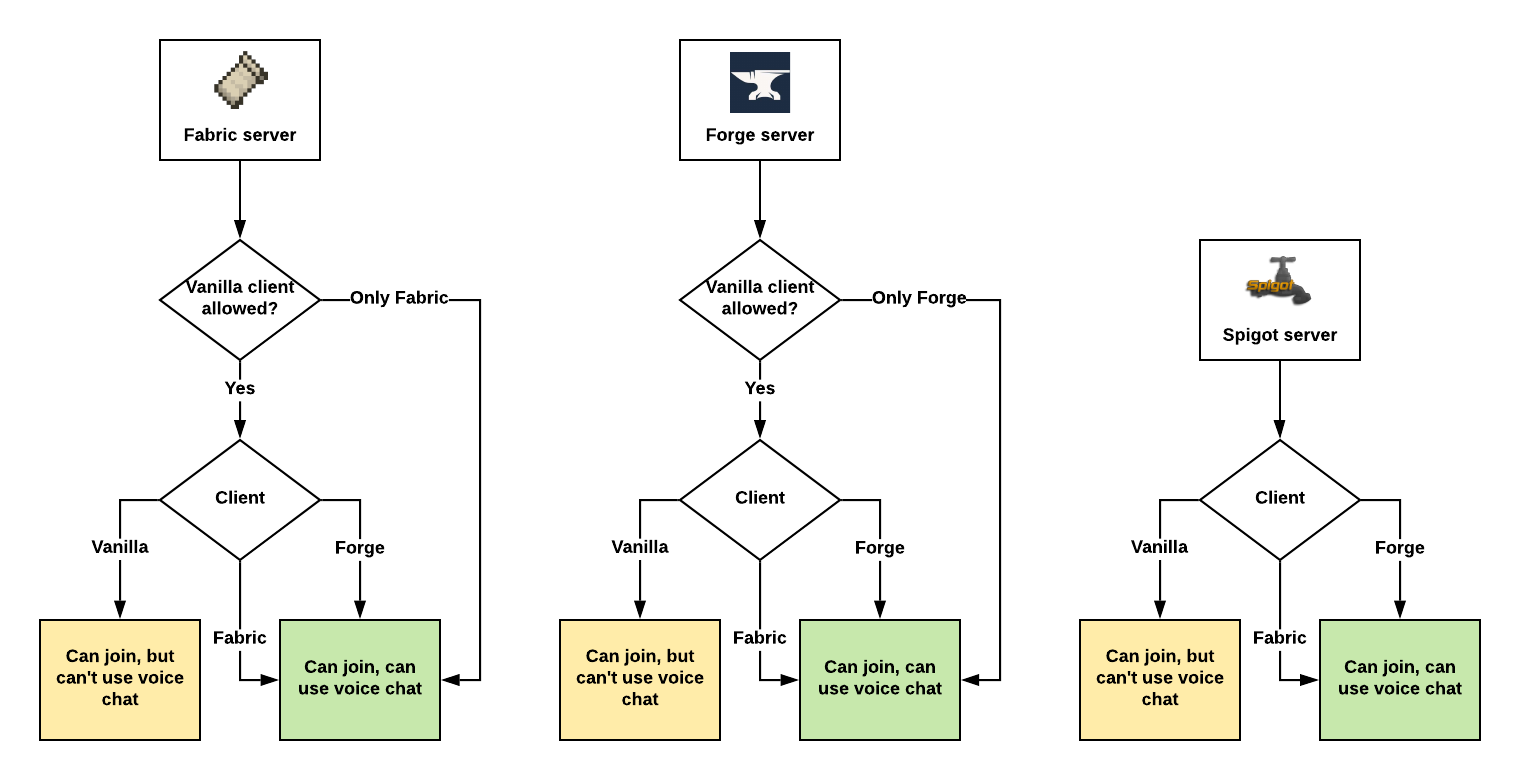 Fabric server
Vanilla client
allowed?
Only Fabric
Yes
Client
Vanilla
Forge
Fabric
Can join, but
can't use voice
chat
Can join, can
use voice chat
Forge server
Vanilla client
allowed?
Only Forge
Yes
Client
Vanilla
Forge
Fabric
Can join, but
can't use voice
chat
Can join, can
use voice chat
Spigot
Spigot server
Client
Vanilla
Forge
Fabric
Can join, but
can't use voice
chat
Can join, can
use voice chat